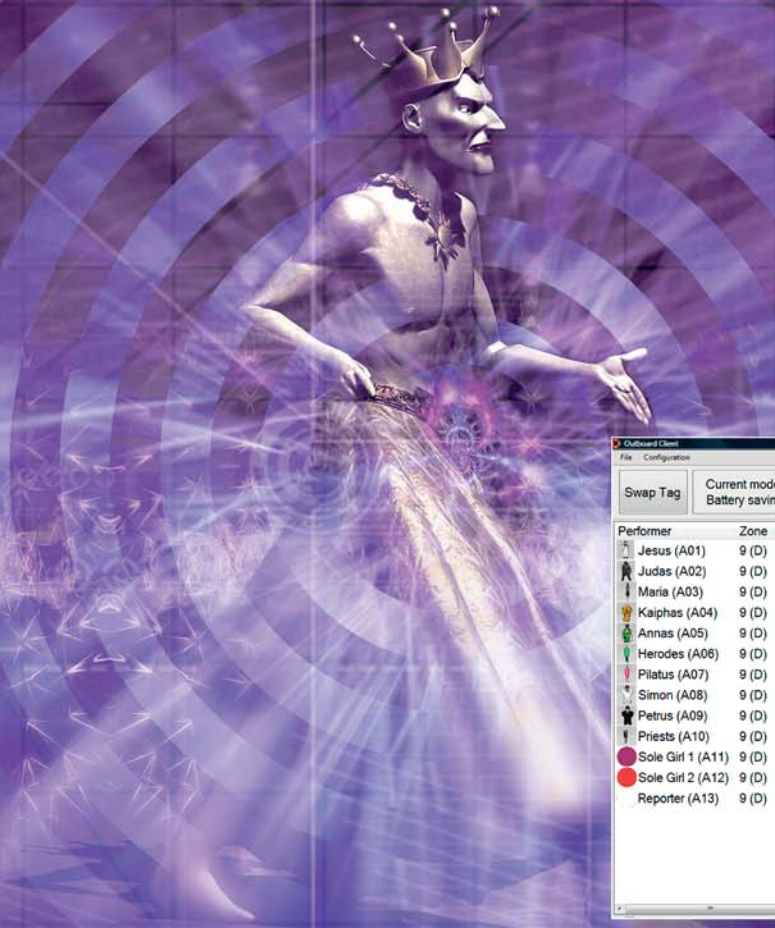 Outboard Client
File Configuration
Swap Tag
Current mode
Battery savin
Performer Zone
Jesus (A01) 9 (D)
Judas (A02) 9 (D)
Maria (A03) 9 (D)
Kaiphas (A04) 9 (D)
Annas (A05) 9 (D)
Herodes (A06) 9 (D)
Pilatus (A07) 9 (D)
Simon (A08) 9 (D)
Petrus (A09) 9 (D)
Priests (A10) 9 (D)
Sole Girl 1 (A11) 9 (D)
Sole Girl 2 (A12) 9 (D)
Reporter (A13) 9 (D)